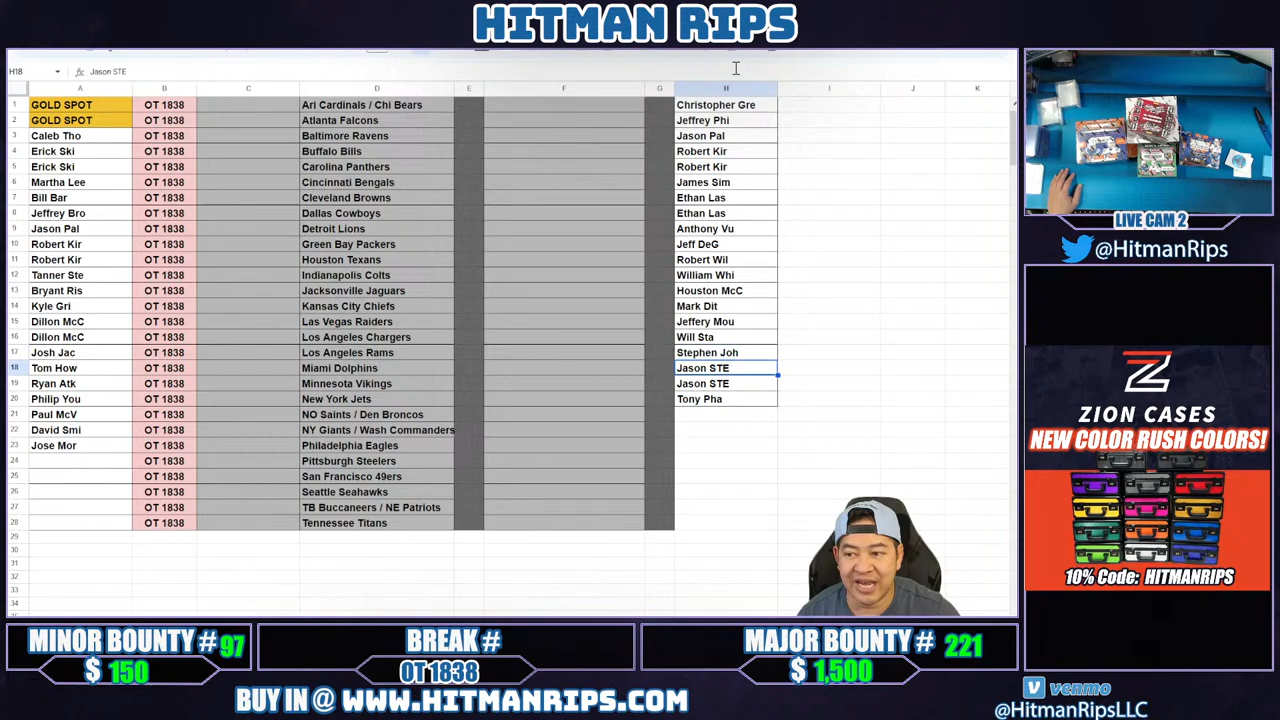 HITMAN RIPS
H18 Jason STE
A B C D E F G H I J K
1 GOLD SPOT OT 1838 Ari Cardinals / Chi Bears Christopher Gre
2 GOLD SPOT OT 1838 Atlanta Falcons Jeffrey Phi
3 Caleb Tho OT 1838 Baltimore Ravens Jason Pal
4 Erick Ski OT 1838 Buffalo Bills Robert Kir
5 Erick Ski OT 1838 Carolina Panthers Robert Kir
6 Martha Lee OT 1838 Cincinnati Bengals James Sim
7 Bill Bar OT 1838 Cleveland Browns Ethan Las
8 Jeffrey Bro OT 1838 Dallas Cowboys Ethan Las
9 Jason Pal OT 1838 Detroit Lions Anthony Vu
10 Robert Kir OT 1838 Green Bay Packers Jeff DeG
11 Robert Kir OT 1838 Houston Texans Robert Wil
12 Tanner Ste OT 1838 Indianapolis Colts William Whi
13 Bryant Ris OT 1838 Jacksonville Jaguars Houston McC
14 Kyle Gri OT 1838 Kansas City Chiefs Mark Dit
15 Dillon McC OT 1838 Las Vegas Raiders Jeffery Mou
16 Dillon McC OT 1838 Los Angeles Chargers Will Sta
17 Josh Jac OT 1838 Los Angeles Rams Stephen Joh
18 Tom How OT 1838 Miami Dolphins Jason STE
19 Ryan Atk OT 1838 Minnesota Vikings Jason STE
20 Philip You OT 1838 New York Jets Tony Pha
21 Paul McV OT 1838 NO Saints / Den Broncos
22 David Smi OT 1838 NY Giants / Wash Commanders
23 Jose Mor OT 1838 Philadelphia Eagles
24 OT 1838 Pittsburgh Steelers
25 OT 1838 San Francisco 49ers
26 OT 1838 Seattle Seahawks
27 OT 1838 TB Buccaneers / NE Patriots
28 OT 1838 Tennessee Titans
29
30
31
32
33
34
LIVE CAM 2
@HitmanRips
Z
ZION CASES
NEW COLOR RUSH COLORS!
10% Code: HITMANRIPS
MINOR BOUNTY # 97
$ 150
BREAK #
OT 1838
MAJOR BOUNTY # 221
$ 1,500
BUY IN @ WWW.HITMANRIPS.COM
venmo
@HitmanRipsLLC